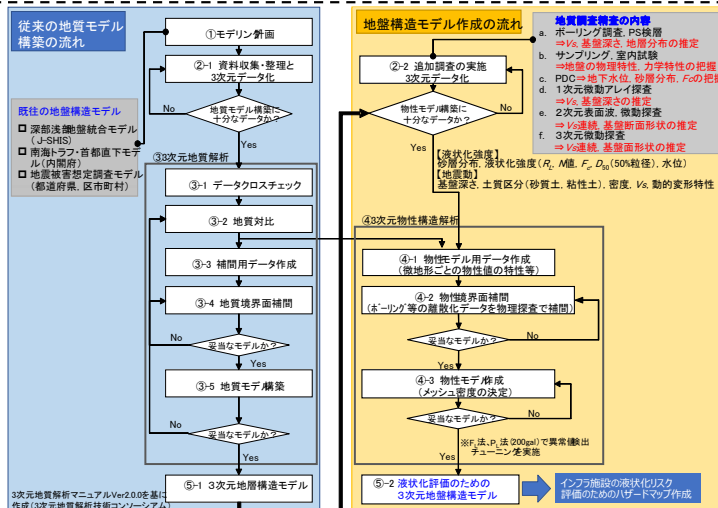 従来の地質モデル
構築の流れ
①モデリング計画
②-1 資料収集・整理と
3次元データ化
地質モデル構築に
十分なデータか？
No
Yes
既往の地盤構造モデル
深部浅部地盤統合モデル
（J-SHIS）
南海トラフ・首都直下モデ
ル（内閣府）
地震被害想定調査モデル
（都道府県, 区市町村）
③3次元地質解析
③-1 データクロスチェック
③-2 地質対比
③-3 補間用データ作成
③-4 地質境界面補間
妥当なモデルか？
No
Yes
③-5 地質モデル構築
妥当なモデルか？
No
Yes
⑤-1 3次元地層構造モデル
3次元地質解析マニュアルVer2.0.0を基に
作成（3次元地質解析技術コンソーシアム）
地盤構造モデル作成の流れ
②-2 追加調査の実施
3次元データ化
物性モデル構築に
十分なデータか？
No
Yes
地質調査精査の内容
a. ボーリング調査, PS検層
⇒Vs, 基盤深さ, 地層分布の推定
b. サンプリング, 室内試験
⇒地盤の物理特性, 力学特性の把握
c. PDC⇒地下水位, 砂層分布, Fcの把握
d. 1次元微動アレイ探査
⇒Vs, 基盤深さの推定
e. 2次元表面波, 微動探査
⇒Vs連続, 基盤断面形状の推定
f. 3次元微動探査
⇒Vs連続, 基盤面形状の推定
【液状化強度】
砂層分布, 液状化強度（RL, N値, Fc, D50（50%粒径）, 水位）
【地震動】
基盤深さ, 土質区分（砂質土, 粘性土）, 密度, Vs, 動的変形特性
④3次元物性構造解析
④-1 物性モデル用データ作成
（微地形ごとの物性値の特性等）
④-2 物性境界面補間
（ボーリング等の離散化データを物理探査で補間）
妥当なモデルか？
No
Yes
④-3 物性モデル作成
（メッシュ密度の決定）
妥当なモデルか？
No
Yes
※FL法、PL法（200gal）で異常値検出
チューニングを実施
⑤-2 液状化評価のための
3次元地盤構造モデル
インフラ施設の液状化リスク
評価のためのハザードマップ作成